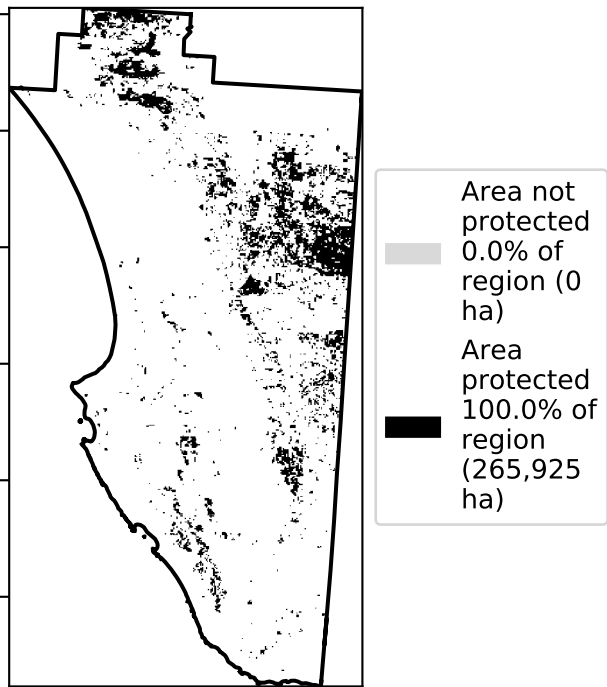 Area not
protected
0.0% of
region (0
ha)
Area
protected
100.0% of
region
(265,925
ha)